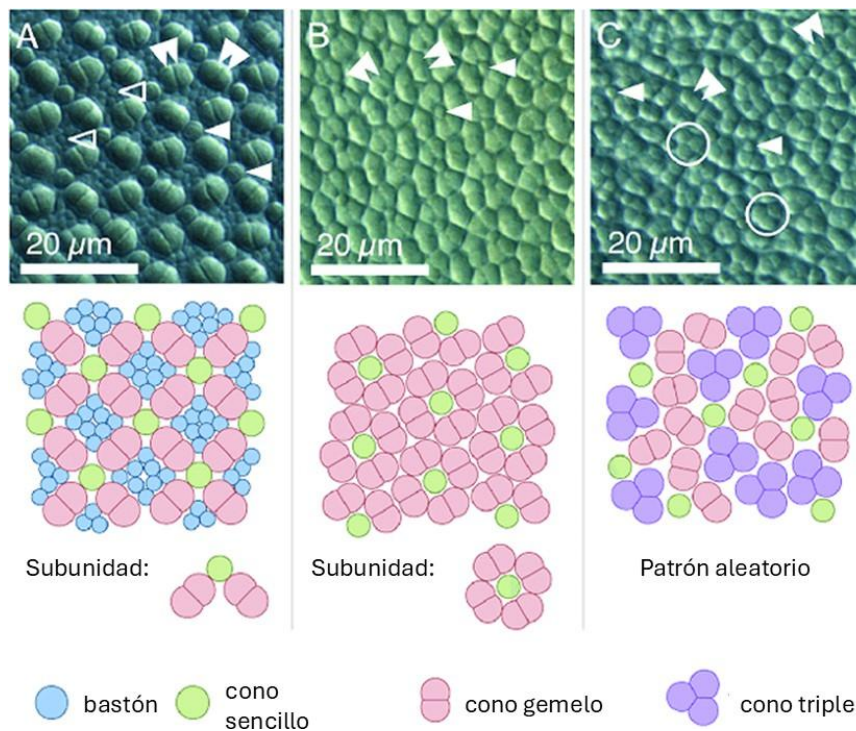 A
B
C
20 µm
20 µm
20 µm
Subunidad:
Subunidad:
Patrón aleatorio
bastón
cono
sencillo
cono gemelo
cono triple